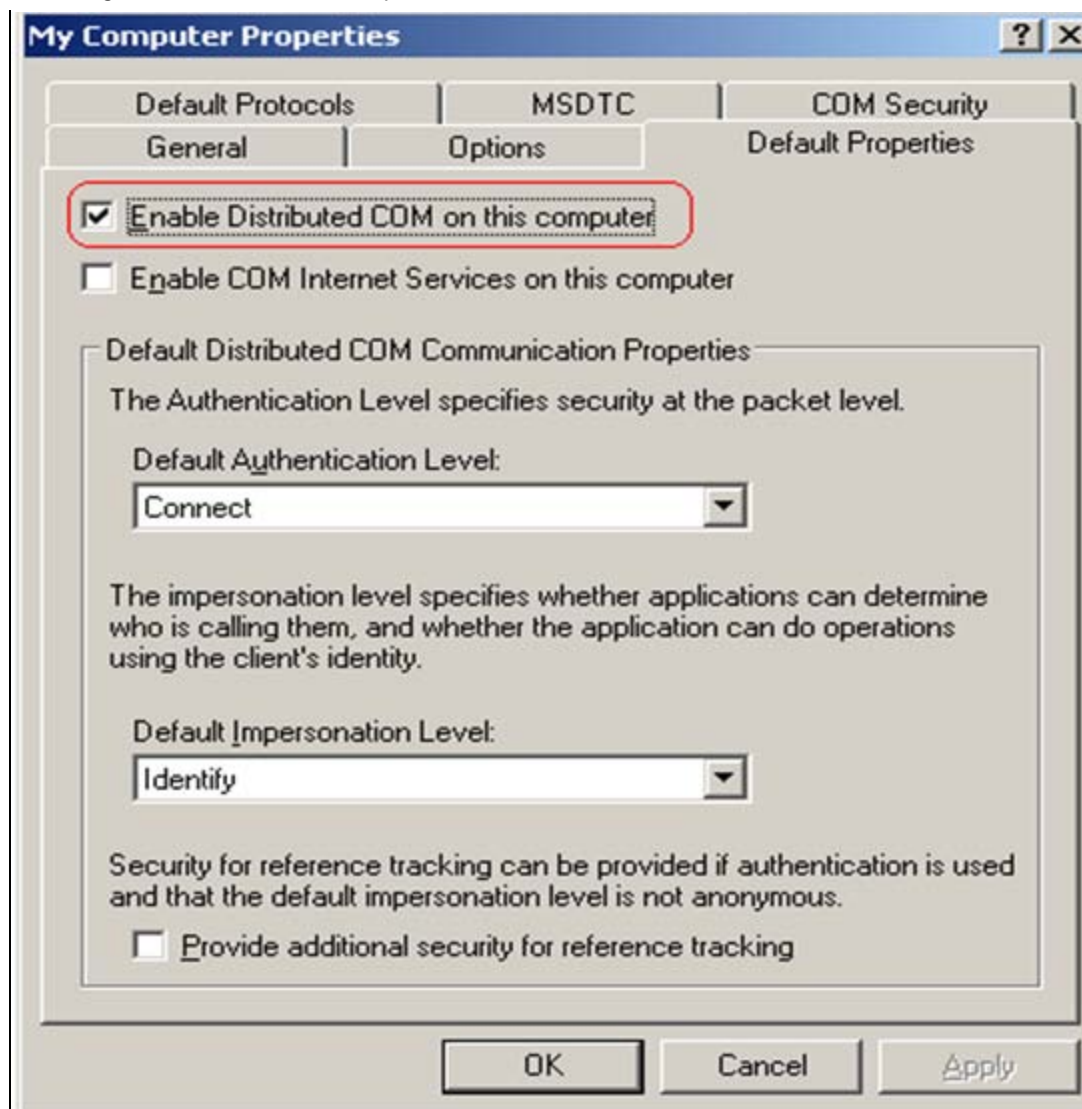 My Computer Properties
Default Protocols MSDTC COM Security
General Options Default Properties
Enable Distributed COM on this computer
Enable COM Internet Services on this computer
Default Distributed COM Communication Properties
The Authentication Level specifies security at the packet level.
Default Authentication Level:
Connect
The impersonation level specifies whether applications can determine
who is calling them, and whether the application can do operations
using the client's identity.
Default Impersonation Level:
Identify
Security for reference tracking can be provided if authentication is used
and that the default impersonation level is not anonymous.
Provide additional security for reference tracking
OK Cancel Apply